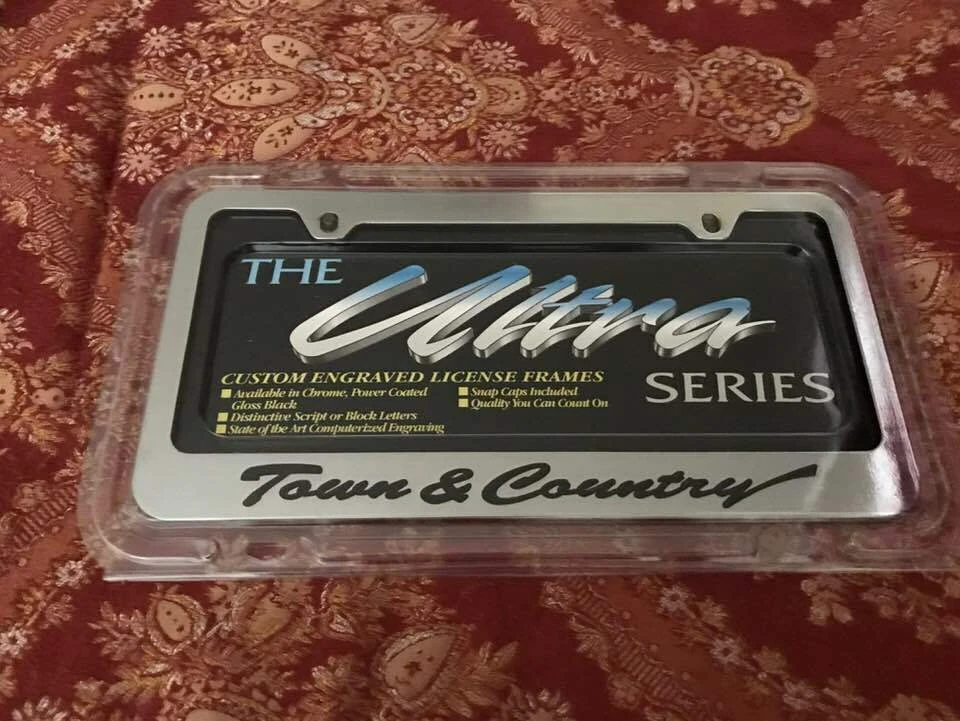 THE Ultra
SERIES
CUSTOM ENGRAVED LICENSE FRAMES
Available in Chrome, Power Coated
Gloss Black
Distinctive Script or Block Letters
State of the Art Computerized Engraving
Snap Caps Included
Quality You Can Count On
Town & Country